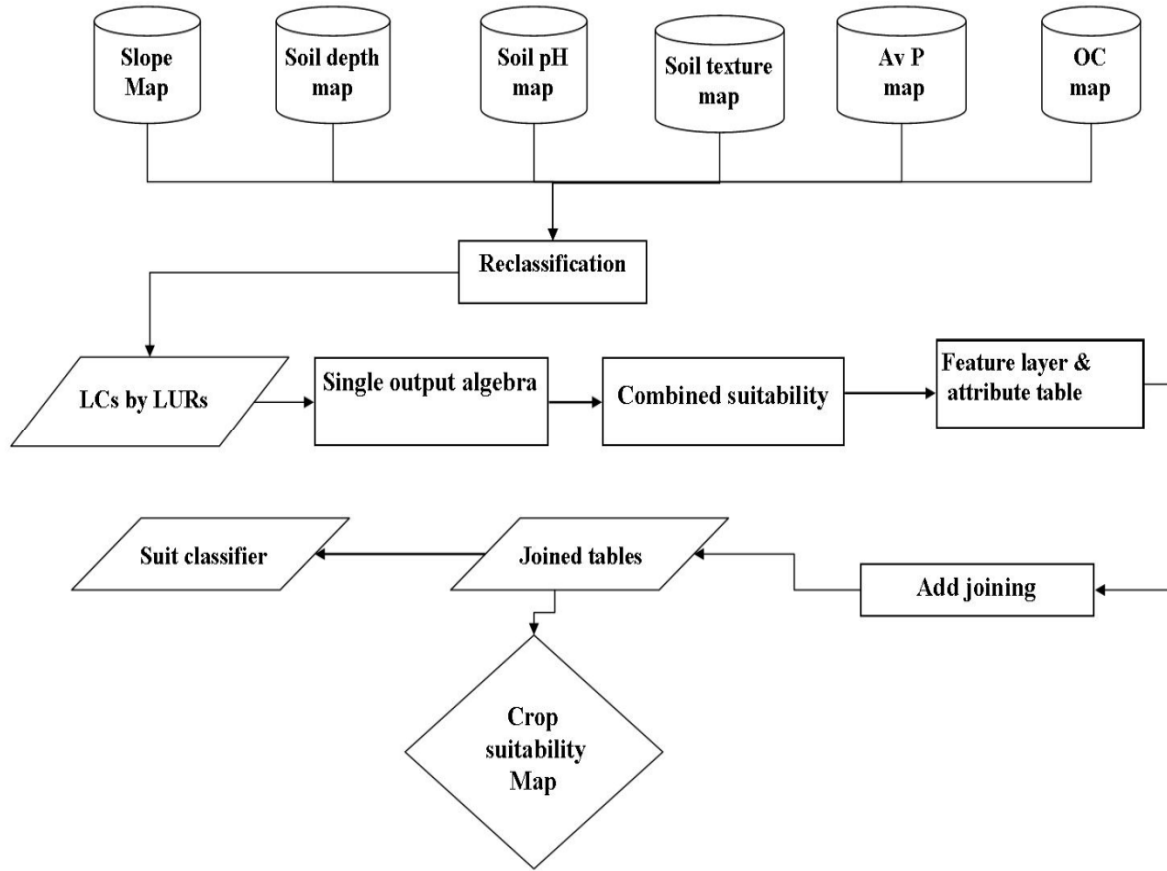 Slope
Map
Soil depth
map
Soil pH
map
Soil texture
map
Av P
map
OC
map
Reclassification
LCs by LURs
Single output algebra
Combined suitability
Feature layer &
attribute table
Suit classifier
Joined tables
Add joining
Crop
suitability
Map